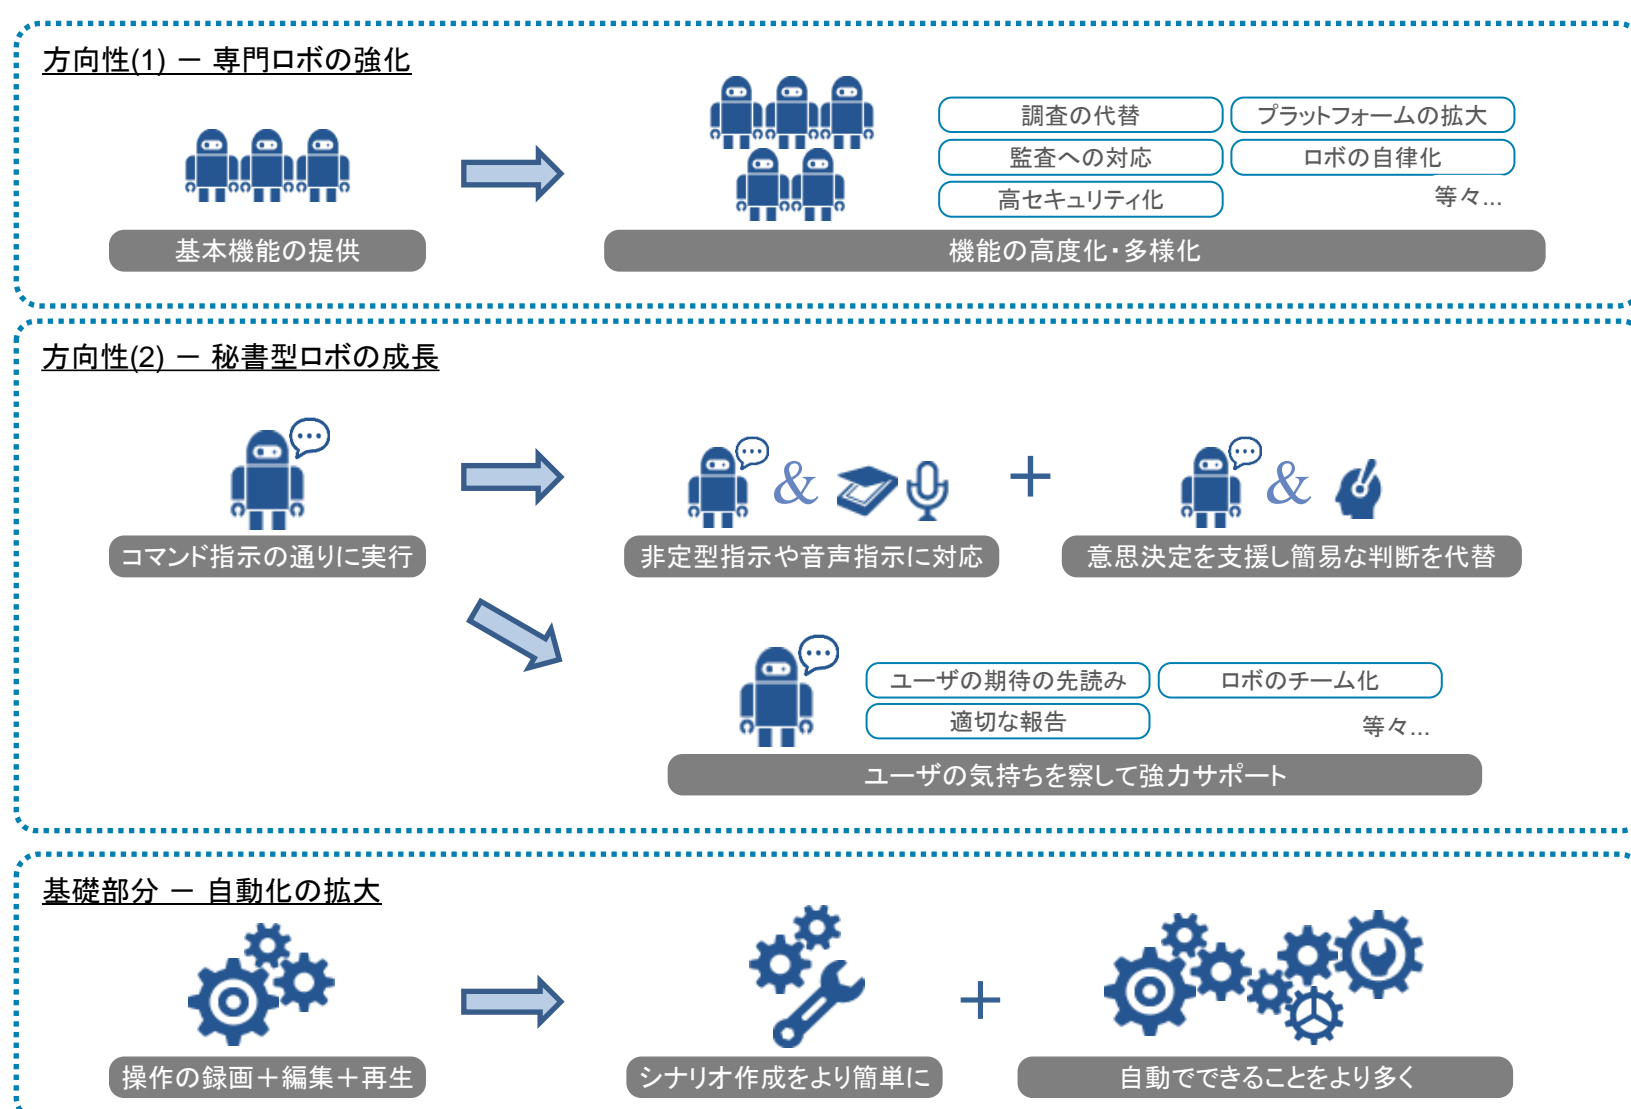 方向性(1) － 専門ロボの強化
調査の代替
プラットフォームの拡大
監査への対応
ロボの自律化
高セキュリティ化
等々...
基本機能の提供
機能の高度化・多様化
方向性(2) － 秘書型ロボの成長
&
&
コマンド指示の通りに実行
非定型指示や音声指示に対応
意思決定を支援し簡易な判断を代替
ユーザの期待の先読み
ロボのチーム化
適切な報告
等々...
ユーザの気持ちを察して強力サポート
基礎部分 － 自動化の拡大
操作の録画＋編集＋再生
シナリオ作成をより簡単に
自動でできることをより多く